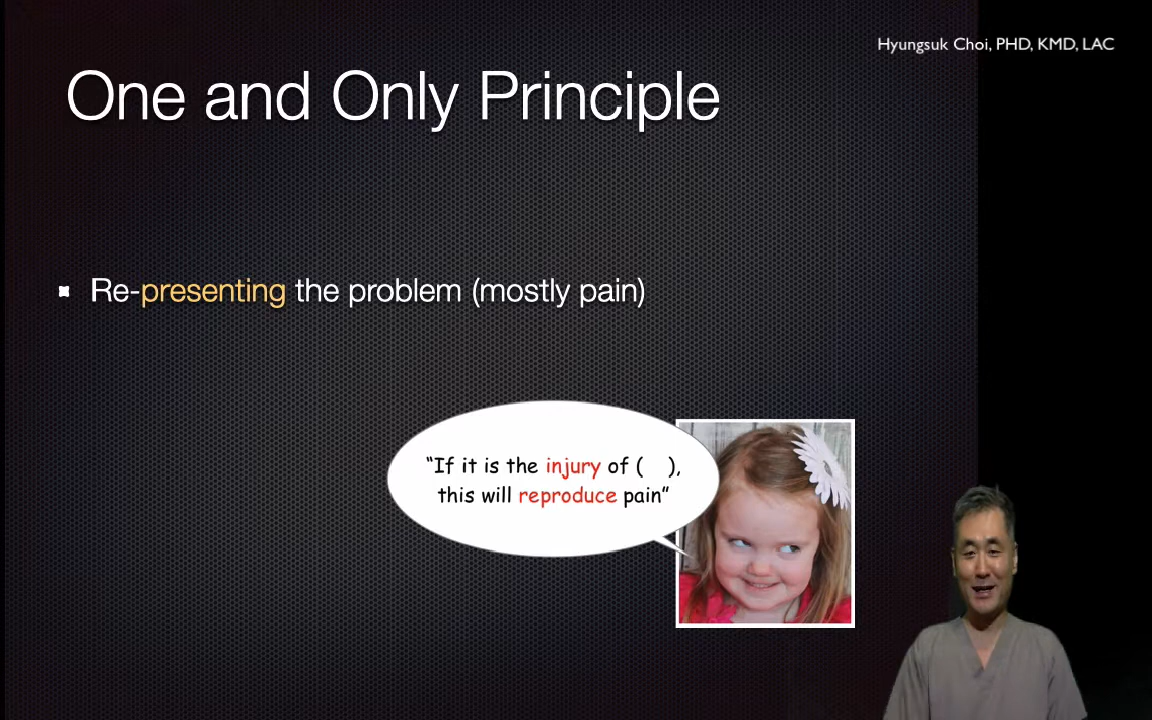 Hyungsuk Choi, PHD, KMD, LAC
One and Only Principle
Re-presenting the problem (mostly pain)
“If it is the injury of (   ),
this will reproduce pain”